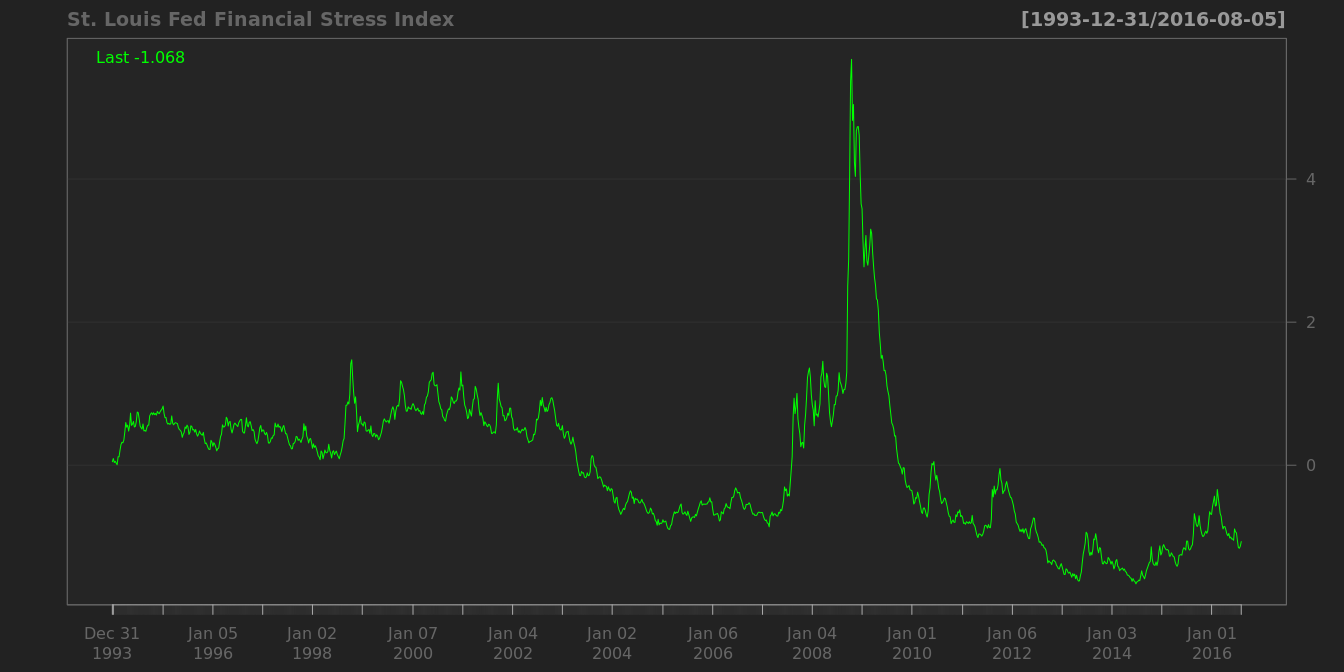 St. Louis Fed Financial Stress Index [1993-12-31/2016-08-05]
Last -1.068
4
2
0
Dec 31 Jan 05 Jan 02 Jan 07 Jan 04 Jan 02 Jan 06 Jan 04 Jan 01 Jan 06 Jan 03 Jan 01
1993 1996 1998 2000 2002 2004 2006 2008 2010 2012 2014 2016